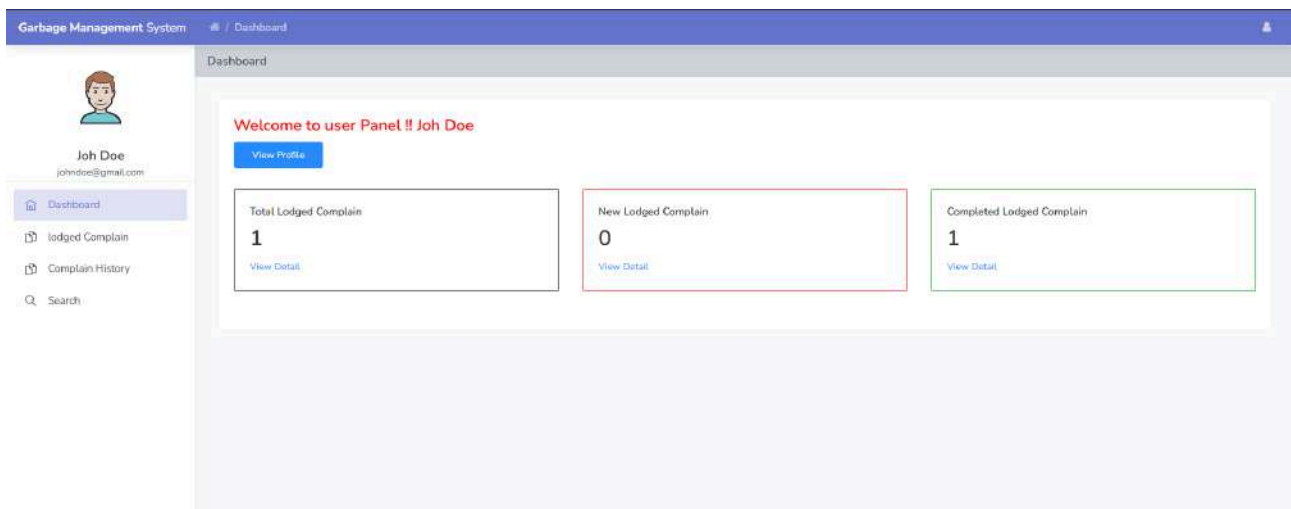 Garbage Management System
/ Dashboard
Joh Doe
johndoe@gmail.com
Dashboard
lodged Complain
Complain History
Search
Dashboard
Welcome to user Panel !! Joh Doe
View Profile
Total Lodged Complain
1
View Detail
New Lodged Complain
0
View Detail
Completed Lodged Complain
1
View Detail